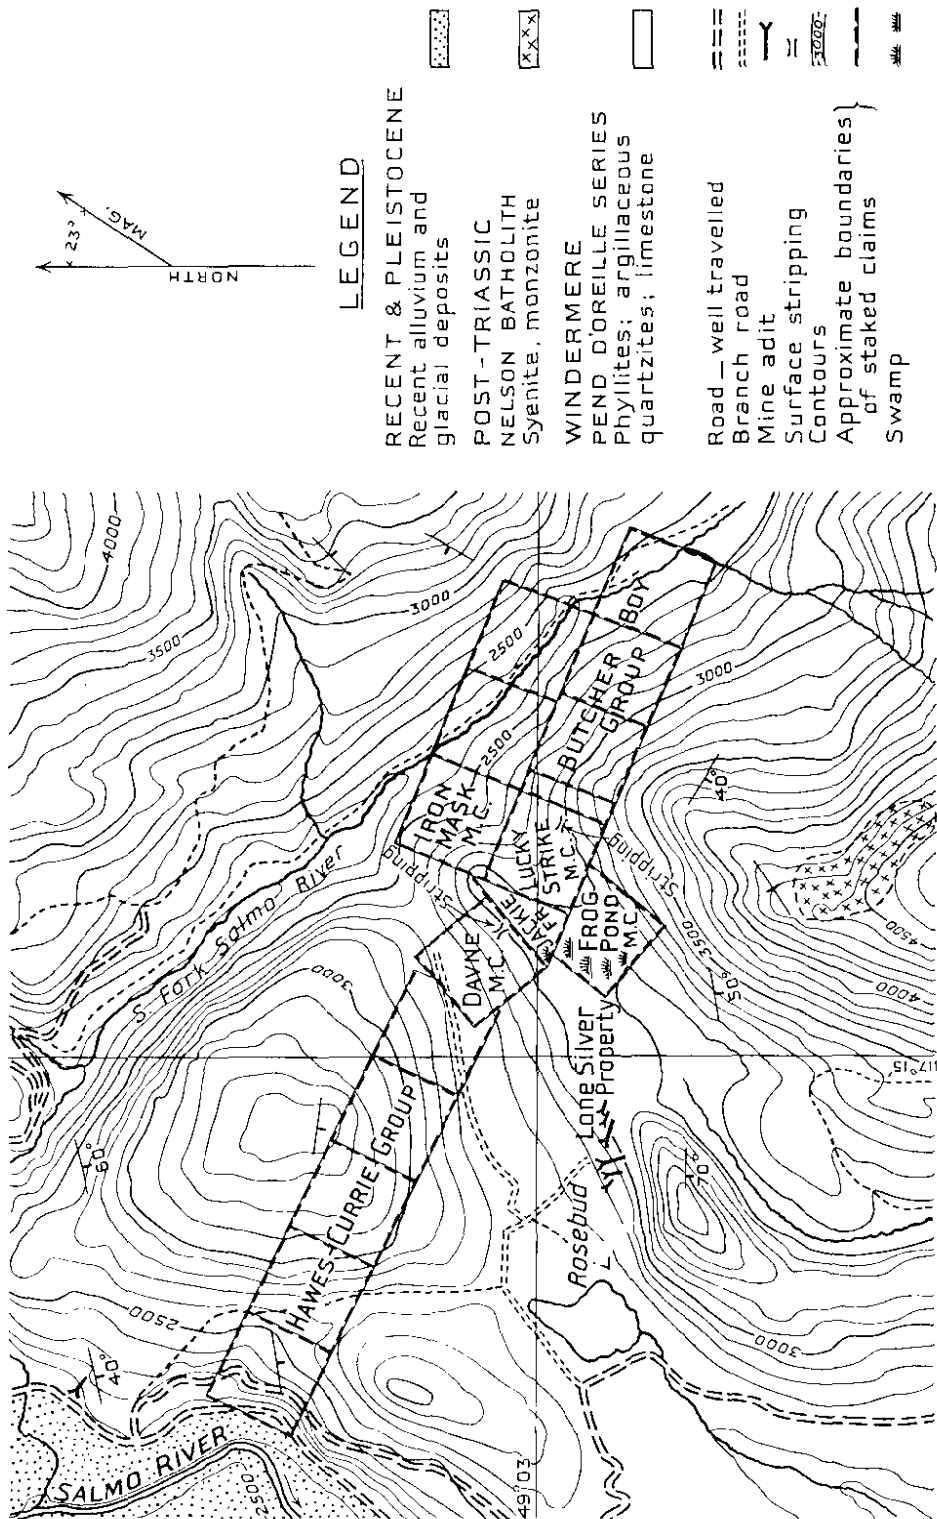 NORTH
MAG.
23°
LEGEND
RECENT & PLEISTOCENE
Recent alluvium and
glacial deposits
POST-TRIASSIC
NELSON BATHOLITH
Syenite, monzonite
WINDERMERE
PEND D'OREILLE SERIES
Phyllites; argillaceous
quartzites; limestone
Road_well travelled
Branch road
Mine adit
Surface stripping
Contours
3000
Approximate boundaries
of staked claims
Swamp
4000
3500
3000
2500
2500
3000
IRON
MASK
M.C.
BUTCHER BOY
GROUP
LUCKY
STRIKE
M.C.
JACKIE FR.
FROG
POND
M.C.
DAVNE
M.C.
Stripping
Stripping
S. Fork Salmo River
3000
HAWES-CURRIE GROUP
Lone Silver
Property
Rosebud
L.
SALMO RIVER
2500
2500
3000
3500
4000
4500
40°
50°
70°
60°
40°
117°15'
49°03'